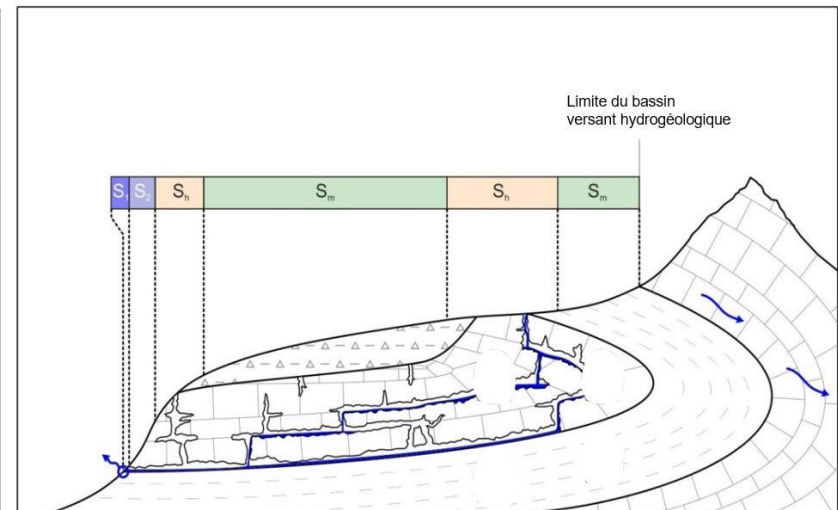 Limite du bassin
versant hydrogéologique
S₁ S₂ Sₕ Sₘ Sₕ Sₘ